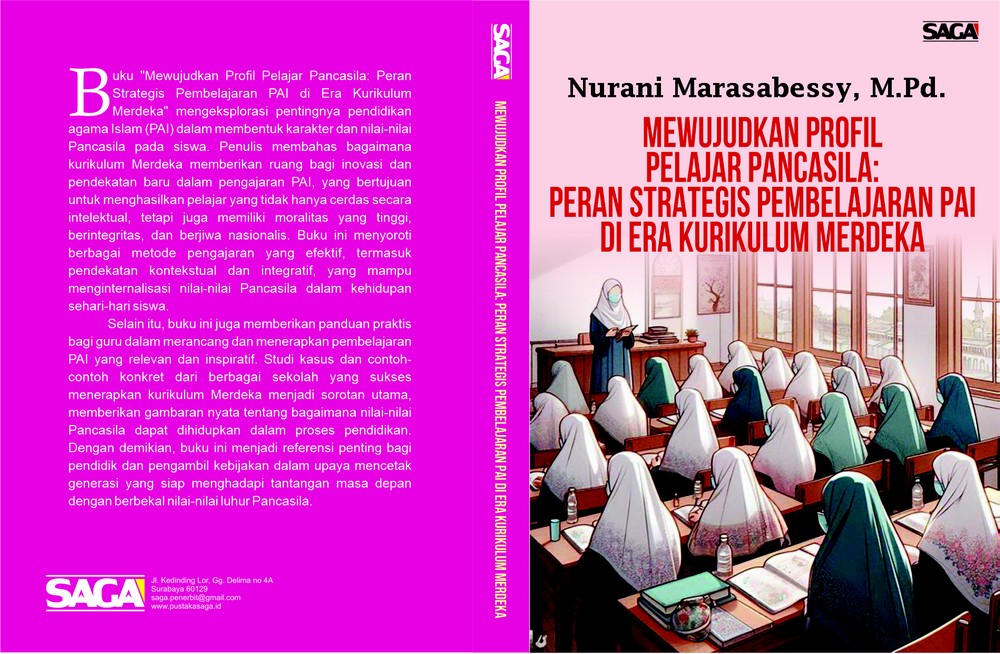 Buku "Mewujudkan Profil Pelajar Pancasila: Peran
Strategis Pembelajaran PAI di Era Kurikulum
Merdeka" mengeksplorasi pentingnya pendidikan
agama Islam (PAI) dalam membentuk karakter dan nilai-nilai
Pancasila pada siswa. Penulis membahas bagaimana
kurikulum Merdeka memberikan ruang bagi inovasi dan
pendekatan baru dalam pengajaran PAI, yang bertujuan
untuk menghasilkan pelajar yang tidak hanya cerdas secara
intelektual, tetapi juga memiliki moralitas yang tinggi,
berintegritas, dan berjiwa nasionalis. Buku ini menyoroti
berbagai metode pengajaran yang efektif, termasuk
pendekatan kontekstual dan integratif, yang mampu
menginternalisasi nilai-nilai Pancasila dalam kehidupan
sehari-hari siswa.
Selain itu, buku ini juga memberikan panduan praktis
bagi guru dalam merancang dan menerapkan pembelajaran
PAI yang relevan dan inspiratif. Studi kasus dan contoh-
contoh konkret dari berbagai sekolah yang sukses
menerapkan kurikulum Merdeka menjadi sorotan utama,
memberikan gambaran nyata tentang bagaimana nilai-nilai
Pancasila dapat dihidupkan dalam proses pendidikan.
Dengan demikian, buku ini menjadi referensi penting bagi
pendidik dan pengambil kebijakan dalam upaya mencetak
generasi yang siap menghadapi tantangan masa depan
dengan berbekal nilai-nilai luhur Pancasila.
SAGA
Jl. Kedinding Lor, Gg. Delima no 4A
Surabaya 60129
saga.penerbit@gmail.com
www.pustakasaga.id
SAGA
MEWUJUDKAN PROFIL PELAJAR PANCASILA: PERAN STRATEGIS PEMBELAJARAN PAI DI ERA KURIKULUM MERDEKA
SAGA
Nurani Marasabessy, M.Pd.
MEWUJUDKAN PROFIL
PELAJAR PANCASILA:
PERAN STRATEGIS PEMBELAJARAN PAI
DI ERA KURIKULUM MERDEKA